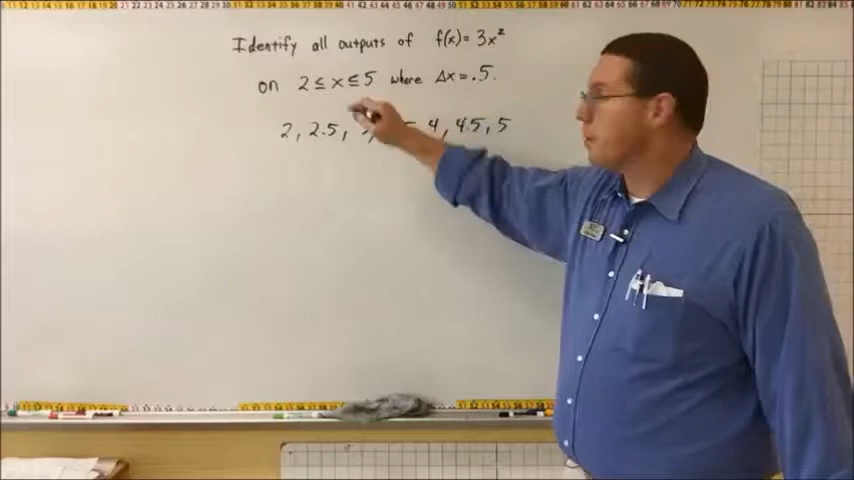 Identify all outputs of f(x) = 3x²
on 2 ≤ x ≤ 5 where Δx = .5.
2, 2.5, 4, 4.5, 5